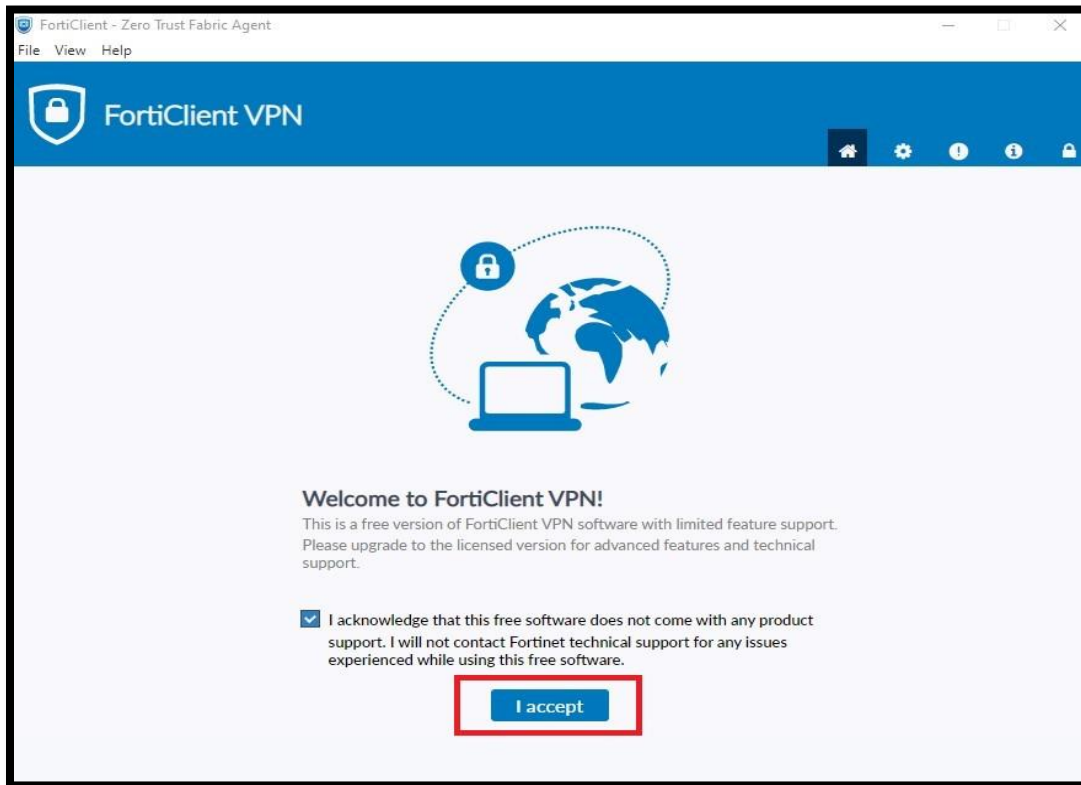 FortiClient - Zero Trust Fabric Agent
File View Help
FortiClient VPN
Welcome to FortiClient VPN!
This is a free version of FortiClient VPN software with limited feature support.
Please upgrade to the licensed version for advanced features and technical
support.
I acknowledge that this free software does not come with any product
support. I will not contact Fortinet technical support for any issues
experienced while using this free software.
I accept